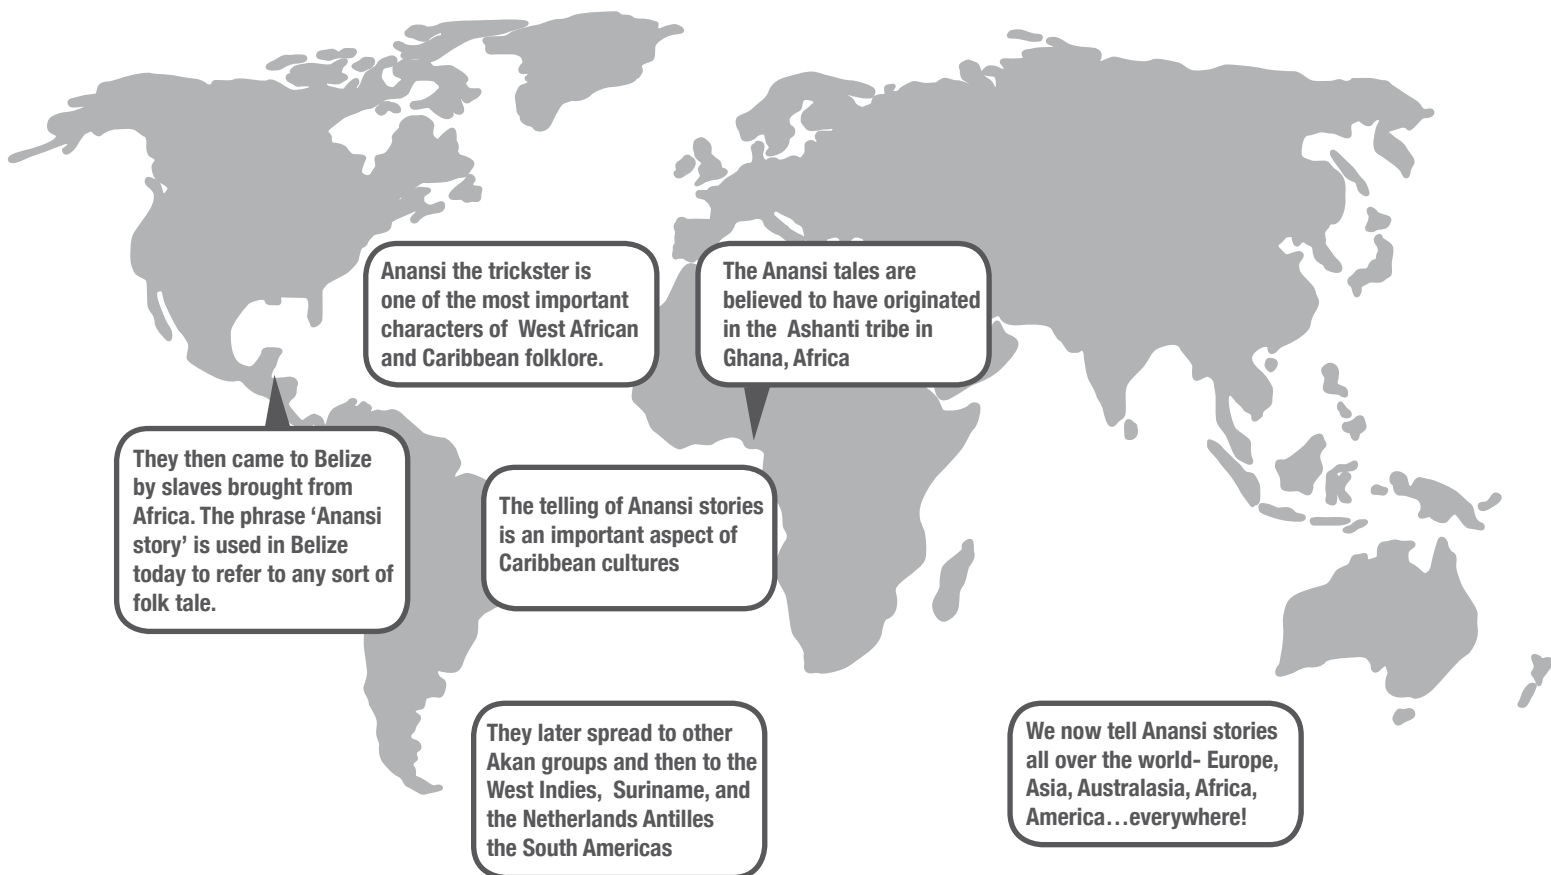 Anansi the trickster is
one of the most important
characters of  West African
and Caribbean folklore.
The Anansi tales are
believed to have originated
in the  Ashanti tribe in
Ghana, Africa
They then came to Belize
by slaves brought from
Africa. The phrase ‘Anansi
story’ is used in Belize
today to refer to any sort of
folk tale.
The telling of Anansi stories
is an important aspect of
Caribbean cultures
They later spread to other
Akan groups and then to the
West Indies,  Suriname, and
the Netherlands Antilles
the South Americas
We now tell Anansi stories
all over the world- Europe,
Asia, Australasia, Africa,
America…everywhere!